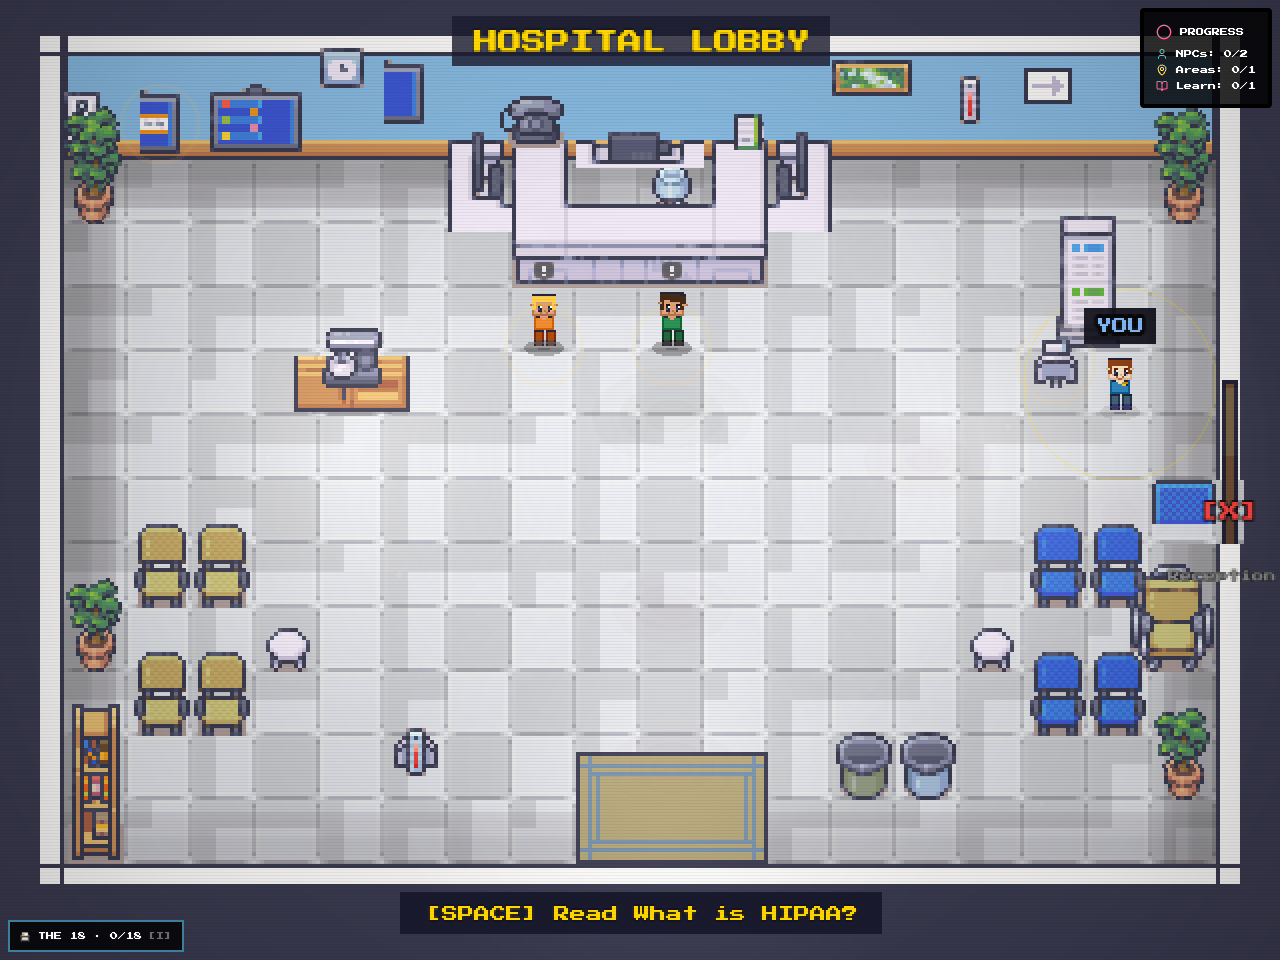 HOSPITAL LOBBY
PROGRESS
NPCs: 0/2
Areas: 0/1
Learn: 0/1
!
!
YOU
[X]
Reception
[SPACE] Read What is HIPAA?
THE 18 · 0/18 [I]